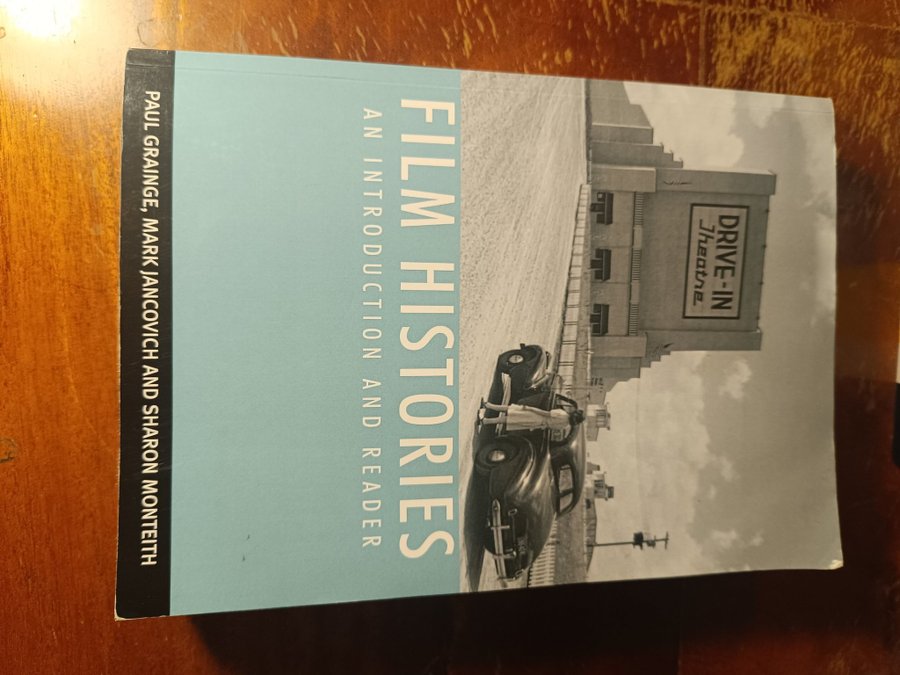 DRIVE-IN
Theatre
FILM HISTORIES
AN INTRODUCTION AND READER
PAUL GRAINGE, MARK JANCOVICH AND SHARON MONTEITH